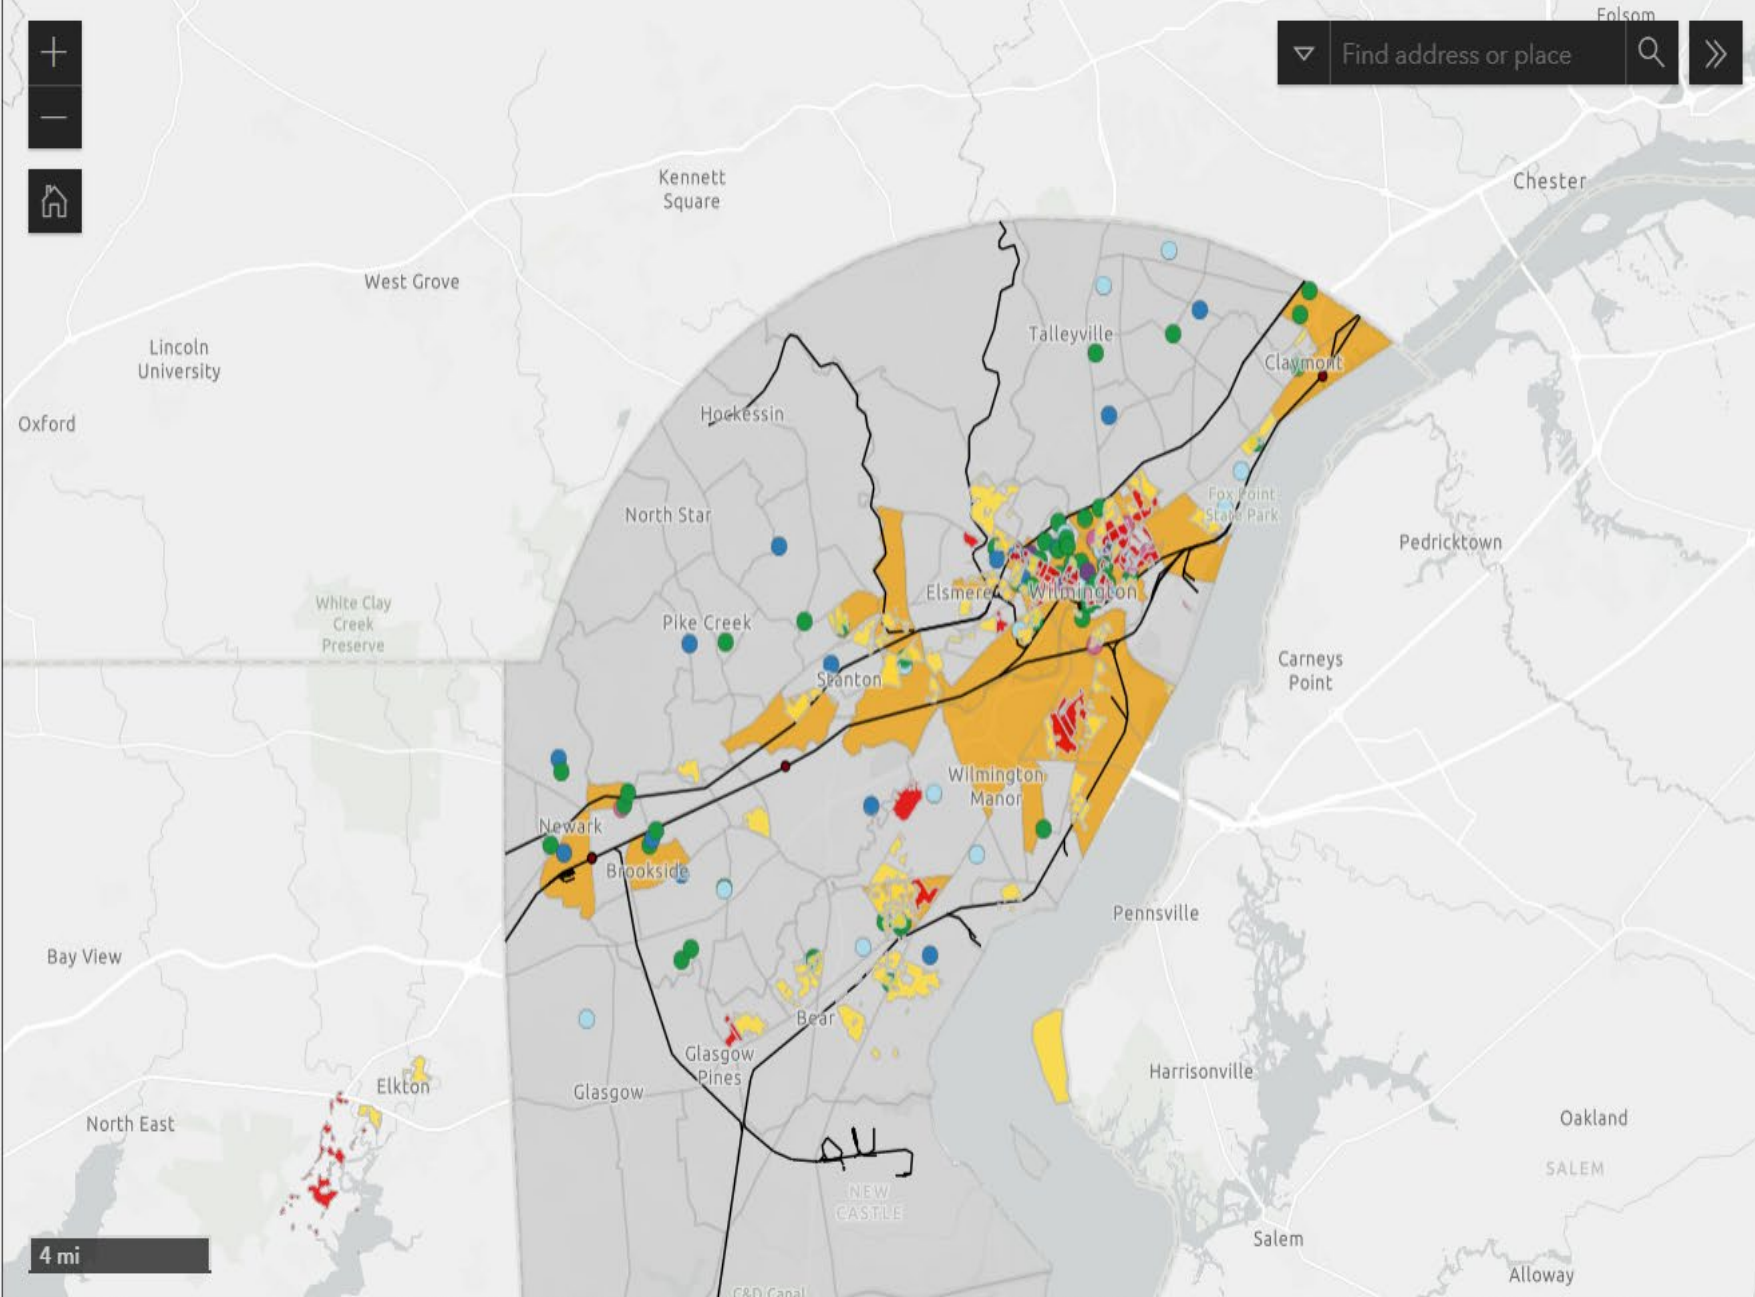 Folsom
Find address or place
Chester
Kennett
Square
West Grove
Talleyville
Lincoln
University
Claymont
Hockessin
Oxford
North Star
Fox Point
State Park
Pedricktown
White Clay
Creek
Preserve
Elsmere
Wilmington
Pike Creek
Carneys
Point
Stanton
Wilmington
Manor
Newark
Brookside
Pennsville
Bay View
Bear
Glasgow
Pines
Harrisonville
Elkton
Glasgow
North East
Oakland
SALEM
NEW
CASTLE
Salem
4 mi
Alloway
C&D Canal